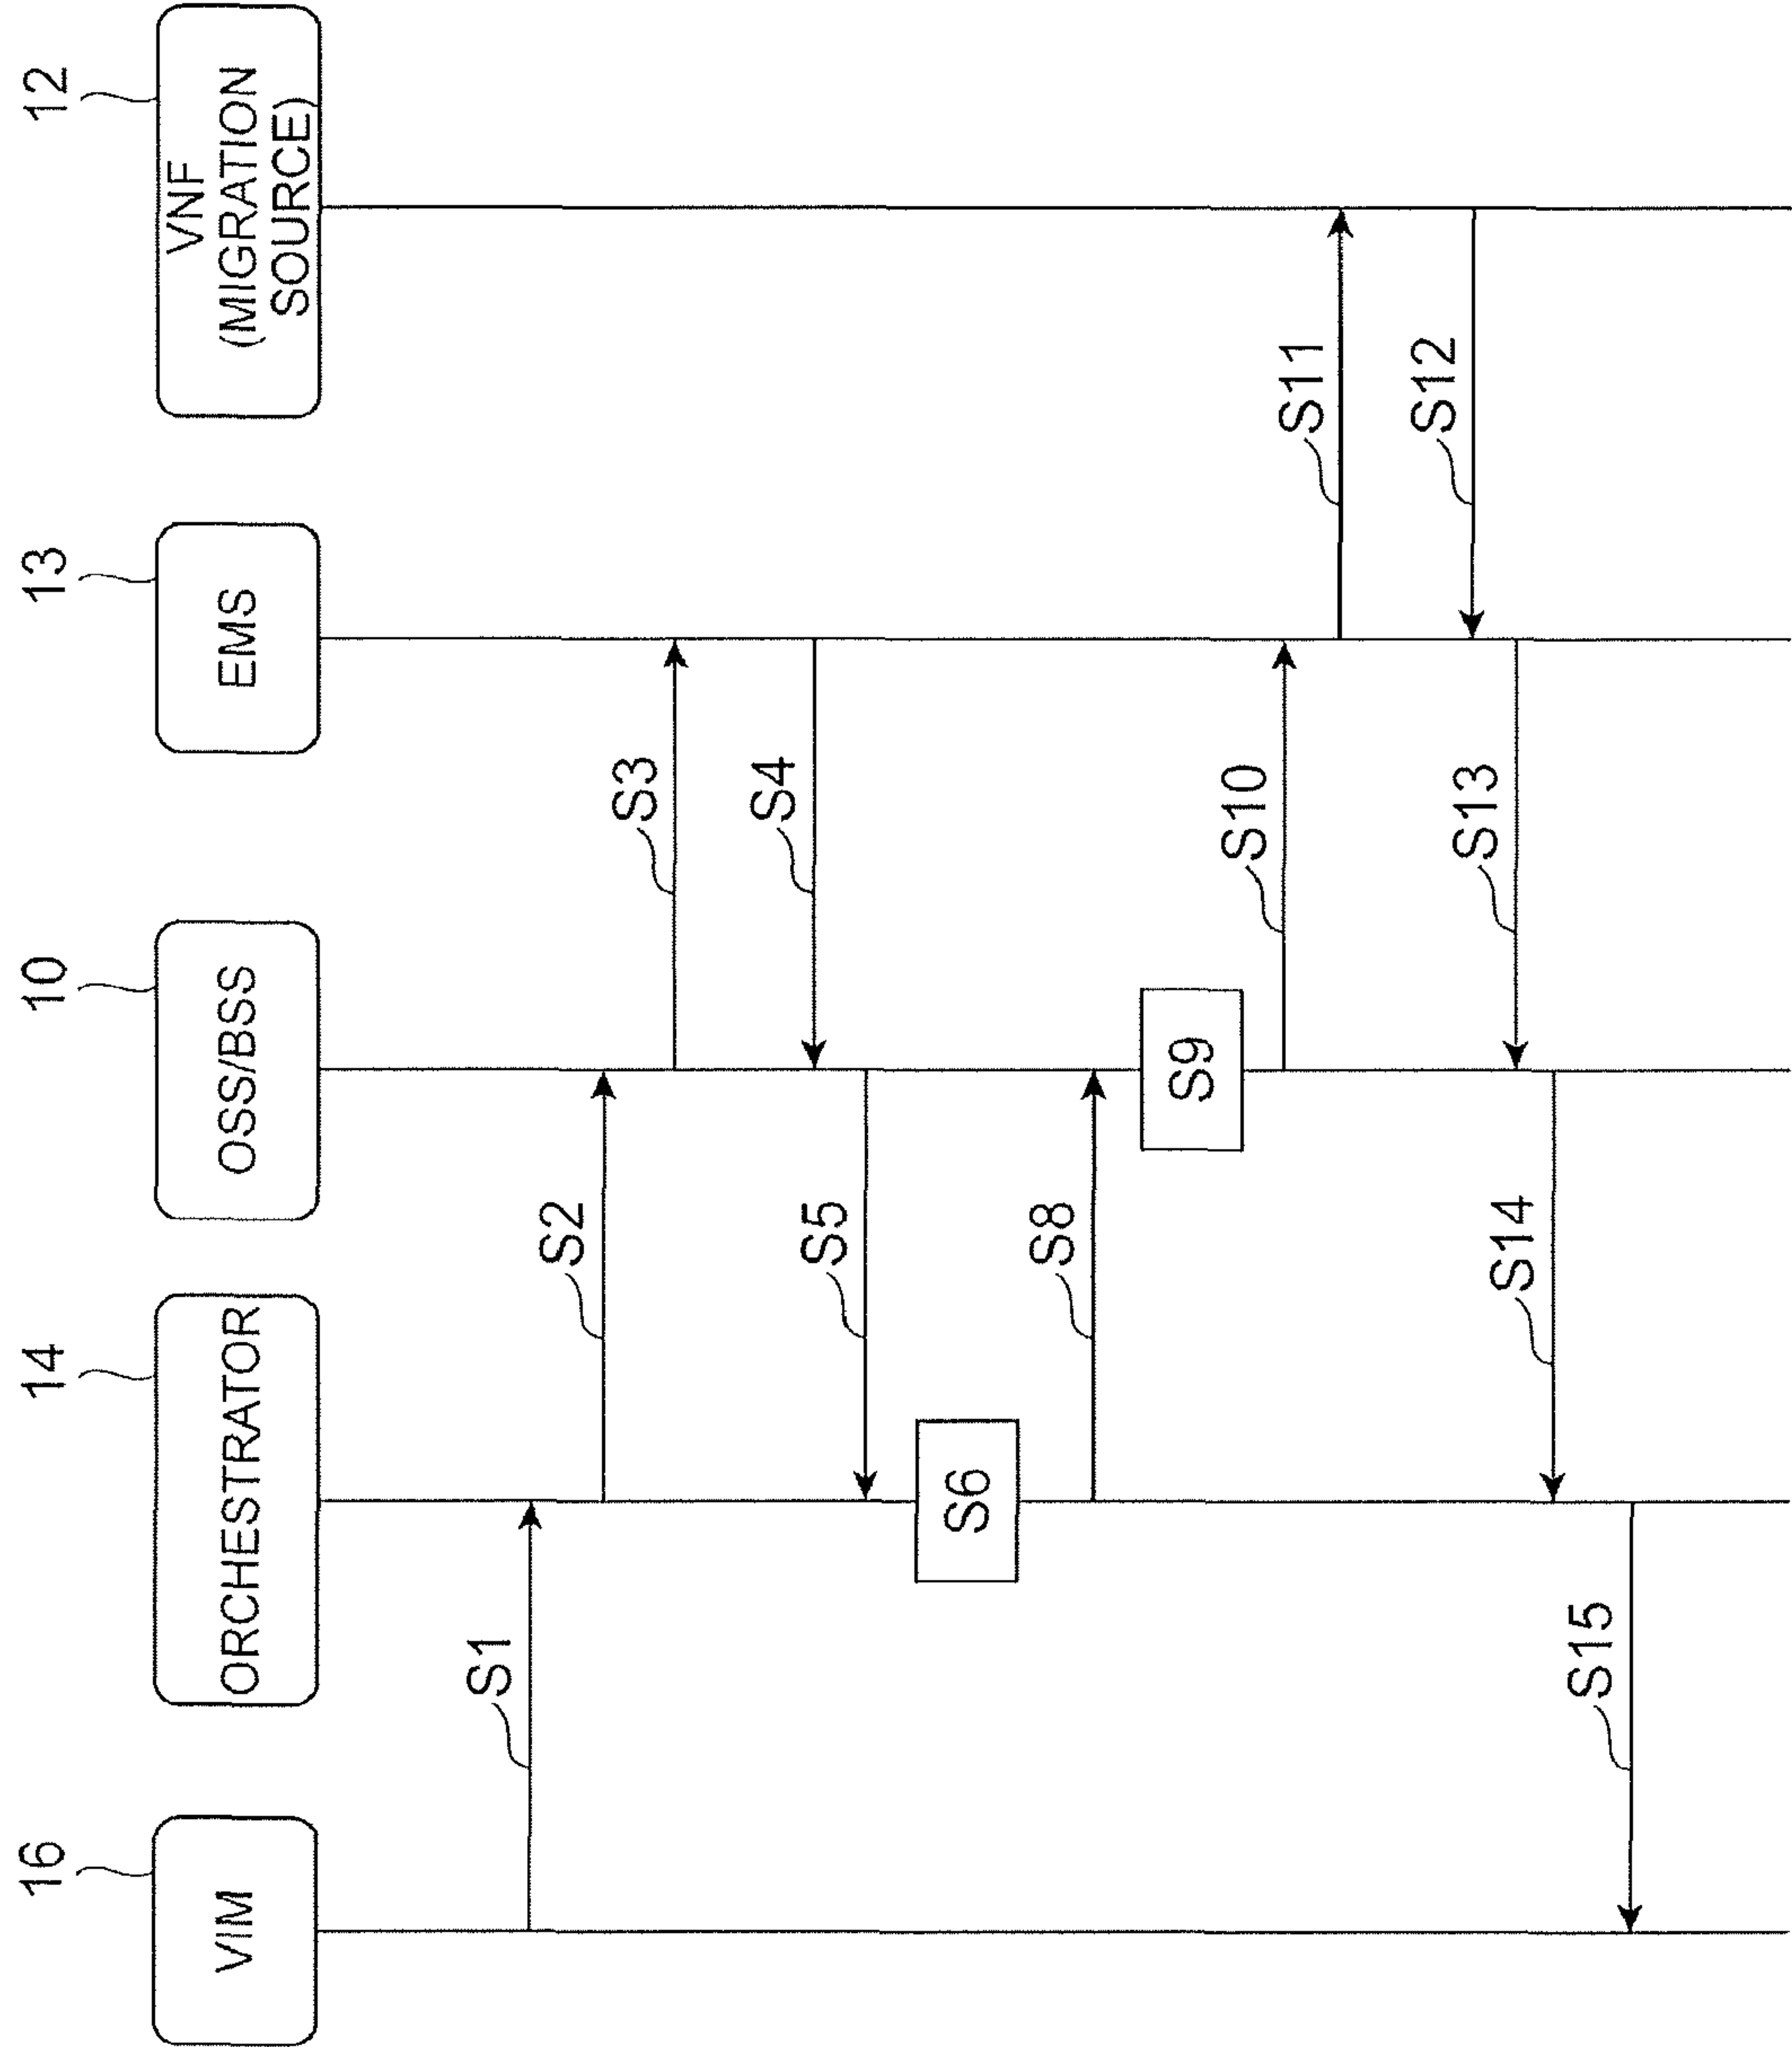 16
14
10
13
12
VIM
ORCHESTRATOR
OSS/BSS
EMS
VNF
(MIGRATION
SOURCE)
S1
S2
S3
S4
S5
S6
S8
S9
S10
S11
S12
S13
S14
S15